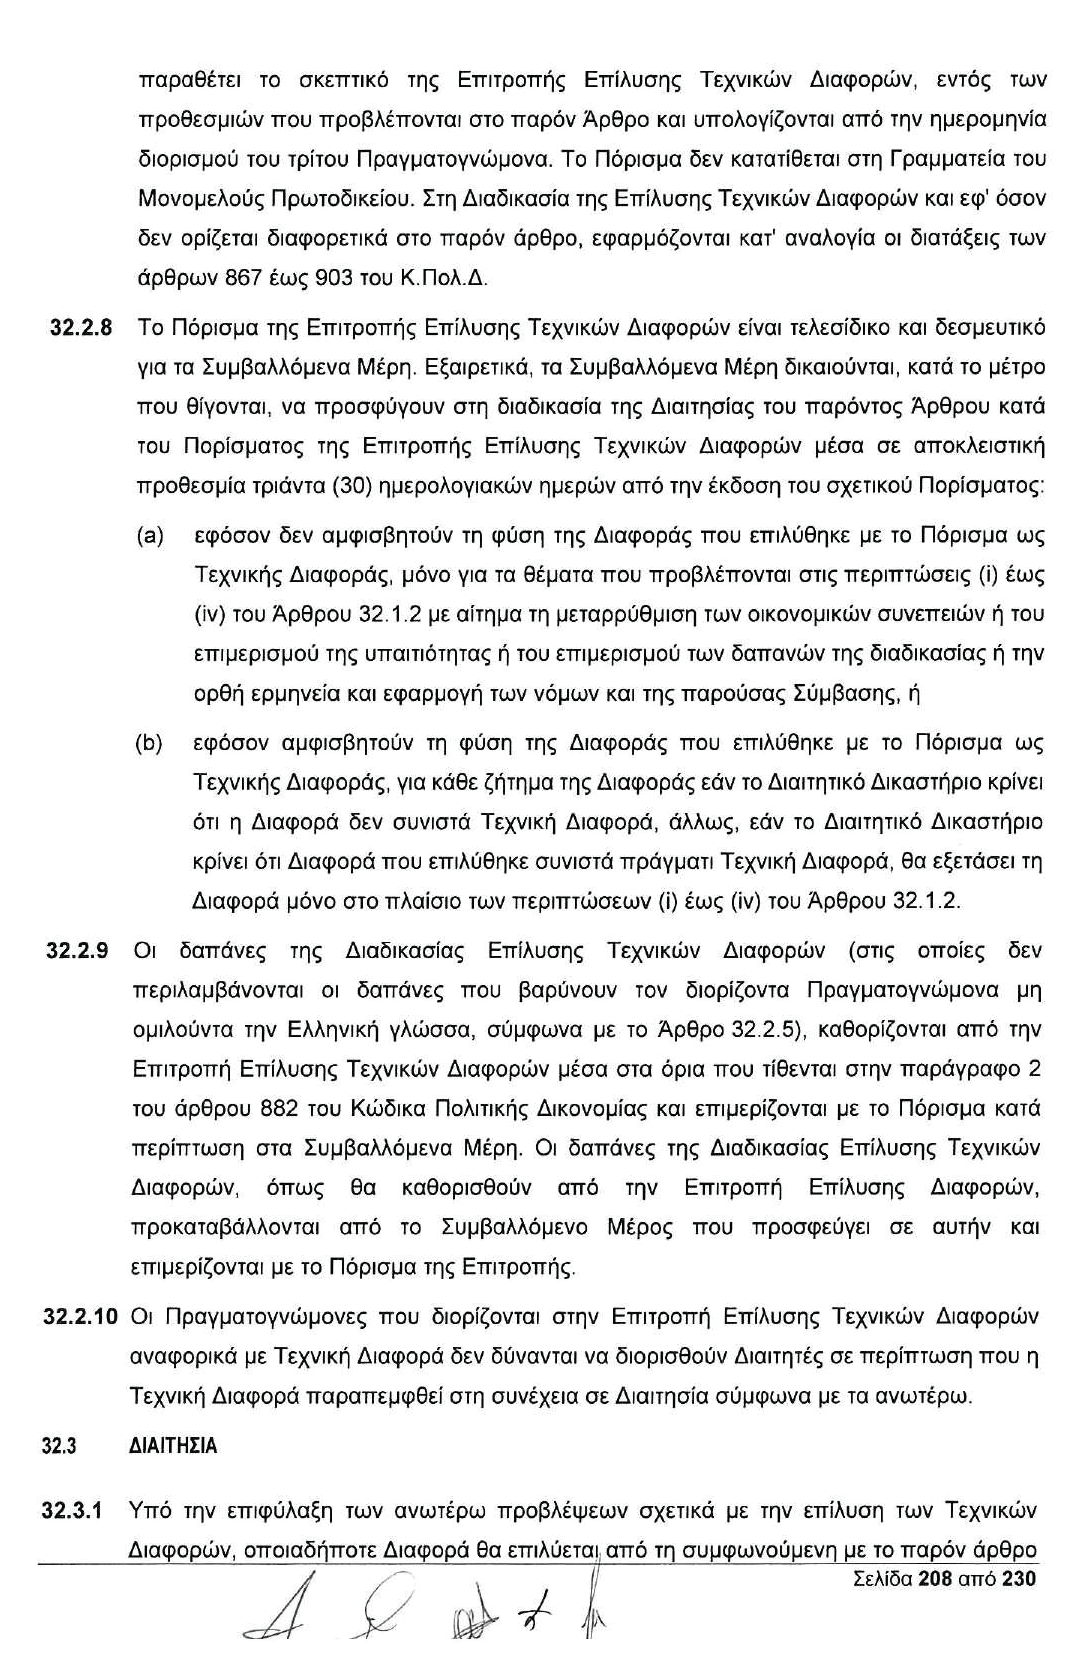 παραθέτει το σκεπτικό της Επιτροπής Επίλυσης Τεχνικών Διαφορών, εντός των
προθεσμιών που προβλέπονται στο παρόν Άρθρο και υπολογίζονται από την ημερομηνία
διορισμού του τρίτου Πραγματογνώμονα. Το Πόρισμα δεν κατατίθεται στη Γραμματεία του
Μονομελούς Πρωτοδικείου. Στη Διαδικασία της Επίλυσης Τεχνικών Διαφορών και εφ' όσον
δεν ορίζεται διαφορετικά στο παρόν άρθρο, εφαρμόζονται κατ' αναλογία οι διατάξεις των
άρθρων 867 έως 903 του Κ.Πολ.Δ.
32.2.8 Το Πόρισμα της Επιτροπής Επίλυσης Τεχνικών Διαφορών είναι τελεσίδικο και δεσμευτικό
για τα Συμβαλλόμενα Μέρη. Εξαιρετικά, τα Συμβαλλόμενα Μέρη δικαιούνται, κατά το μέτρο
που θίγονται, να προσφύγουν στη διαδικασία της Διαιτησίας του παρόντος Άρθρου κατά
του Πορίσματος της Επιτροπής Επίλυσης Τεχνικών Διαφορών μέσα σε αποκλειστική
προθεσμία τριάντα (30) ημερολογιακών ημερών από την έκδοση του σχετικού Πορίσματος:
(a) εφόσον δεν αμφισβητούν τη φύση της Διαφοράς που επιλύθηκε με το Πόρισμα ως
Τεχνικής Διαφοράς, μόνο για τα θέματα που προβλέπονται στις περιπτώσεις (i) έως
(iv) του Άρθρου 32.1.2 με αίτημα τη μεταρρύθμιση των οικονομικών συνεπειών ή του
επιμερισμού της υπαιτιότητας ή του επιμερισμού των δαπανών της διαδικασίας ή την
ορθή ερμηνεία και εφαρμογή των νόμων και της παρούσας Σύμβασης, ή
(b) εφόσον αμφισβητούν τη φύση της Διαφοράς που επιλύθηκε με το Πόρισμα ως
Τεχνικής Διαφοράς, για κάθε ζήτημα της Διαφοράς εάν το Διαιτητικό Δικαστήριο κρίνει
ότι η Διαφορά δεν συνιστά Τεχνική Διαφορά, άλλως, εάν το Διαιτητικό Δικαστήριο
κρίνει ότι Διαφορά που επιλύθηκε συνιστά πράγματι Τεχνική Διαφορά, θα εξετάσει τη
Διαφορά μόνο στο πλαίσιο των περιπτώσεων (i) έως (iv) του Άρθρου 32.1.2.
32.2.9 Οι δαπάνες της Διαδικασίας Επίλυσης Τεχνικών Διαφορών (στις οποίες δεν
περιλαμβάνονται οι δαπάνες που βαρύνουν τον διορίζοντα Πραγματογνώμονα μη
ομιλούντα την Ελληνική γλώσσα, σύμφωνα με το Άρθρο 32.2.5), καθορίζονται από την
Επιτροπή Επίλυσης Τεχνικών Διαφορών μέσα στα όρια που τίθενται στην παράγραφο 2
του άρθρου 882 του Κώδικα Πολιτικής Δικονομίας και επιμερίζονται με το Πόρισμα κατά
περίπτωση στα Συμβαλλόμενα Μέρη. Οι δαπάνες της Διαδικασίας Επίλυσης Τεχνικών
Διαφορών, όπως θα καθορισθούν από την Επιτροπή Επίλυσης Διαφορών,
προκαταβάλλονται από το Συμβαλλόμενο Μέρος που προσφεύγει σε αυτήν και
επιμερίζονται με το Πόρισμα της Επιτροπής.
32.2.10 Οι Πραγματογνώμονες που διορίζονται στην Επιτροπή Επίλυσης Τεχνικών Διαφορών
αναφορικά με Τεχνική Διαφορά δεν δύνανται να διορισθούν Διαιτητές σε περίπτωση που η
Τεχνική Διαφορά παραπεμφθεί στη συνέχεια σε Διαιτησία σύμφωνα με τα ανωτέρω.
32.3 ΔΙΑΙΤΗΣΙΑ
32.3.1 Υπό την επιφύλαξη των ανωτέρω προβλέψεων σχετικά με την επίλυση των Τεχνικών
Διαφορών, οποιαδήποτε Διαφορά θα επιλύεται από τη συμφωνούμενη με το παρόν άρθρο
Σελίδα 208 από 230